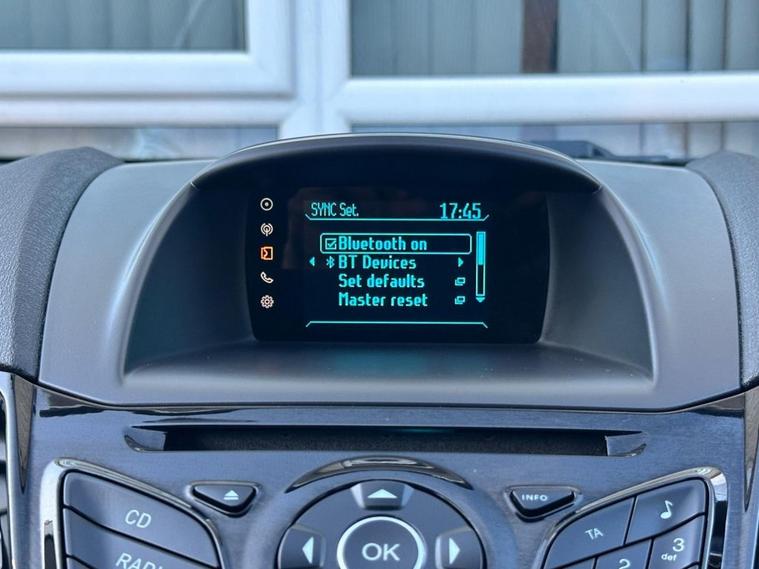 SYNC Set. 17:45
Bluetooth on
BT Devices
Set defaults
Master reset
INFO
CD
TA
OK
3
def
2